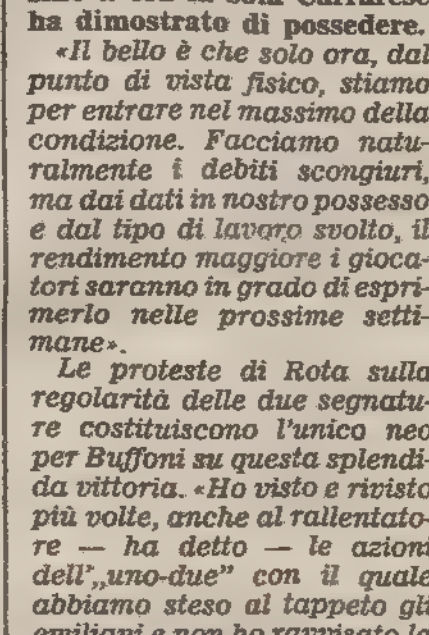 ha dimostrato di possedere.
«Il bello è che solo ora, dal
punto di vista fisico, stiamo
per entrare nel massimo della
condizione. Facciamo natu-
ralmente i debiti scongiuri,
ma dai dati in nostro possesso
e dal tipo di lavoro svolto, il
rendimento maggiore i gioca-
tori saranno in grado di espri-
merlo nelle prossime setti-
mane».
Le proteste di Rota sulla
regolarità delle due segnatu-
re costituiscono l'unico neo
per Buffoni su questa splendi-
da vittoria. «Ho visto e rivisto
più volte, anche al rallentato-
re — ha detto — le azioni
dell'„uno-due” con il quale
abbiamo steso al tappeto gli
emiliani e non ho ravvisato le